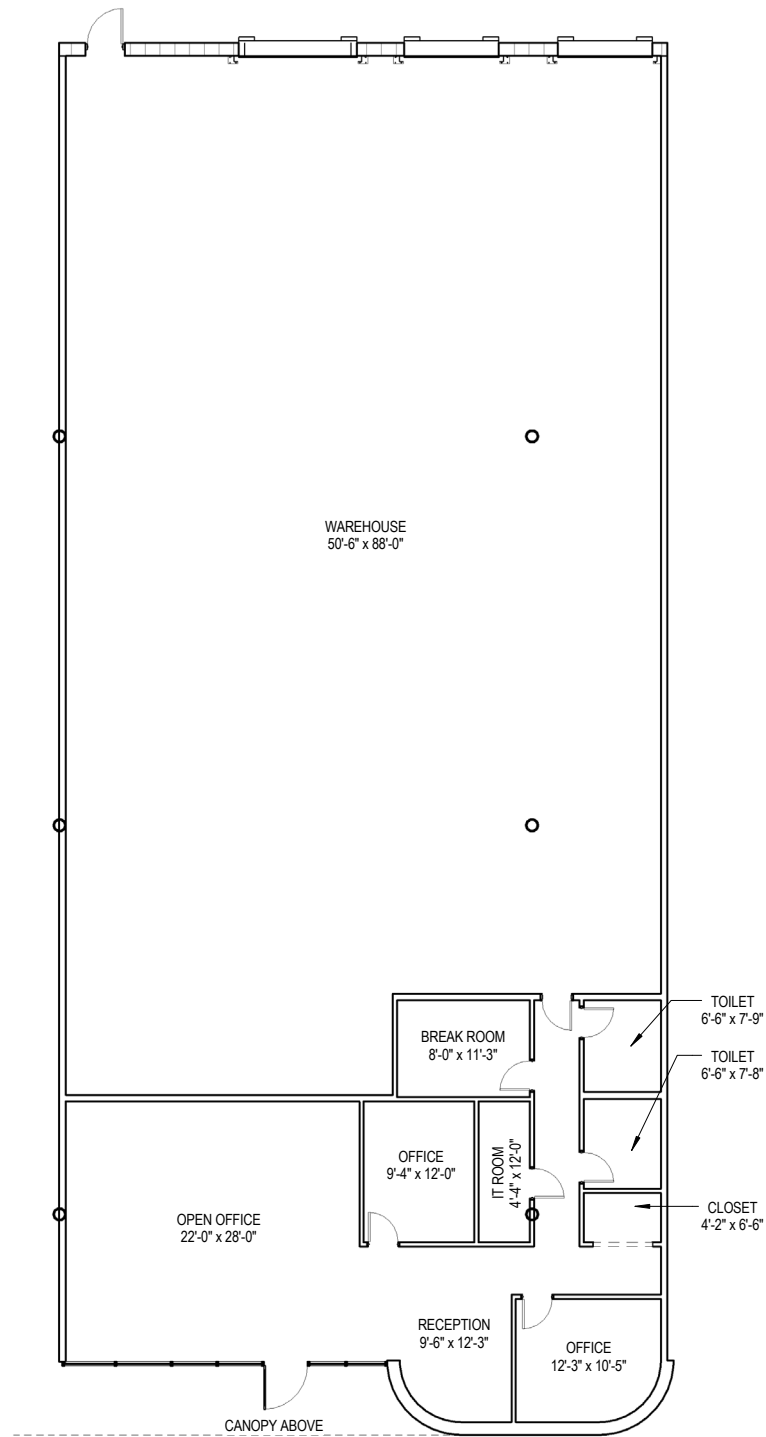 WAREHOUSE
50'-6" x 88'-0"
TOILET
6'-6" x 7'-9"
BREAK ROOM
8'-0" x 11'-3"
TOILET
6'-6" x 7'-8"
OFFICE
9'-4" x 12'-0"
IT ROOM
4'-4" x 12'-0"
OPEN OFFICE
22'-0" x 28'-0"
CLOSET
4'-2" x 6'-6"
RECEPTION
9'-6" x 12'-3"
OFFICE
12'-3" x 10'-5"
CANOPY ABOVE